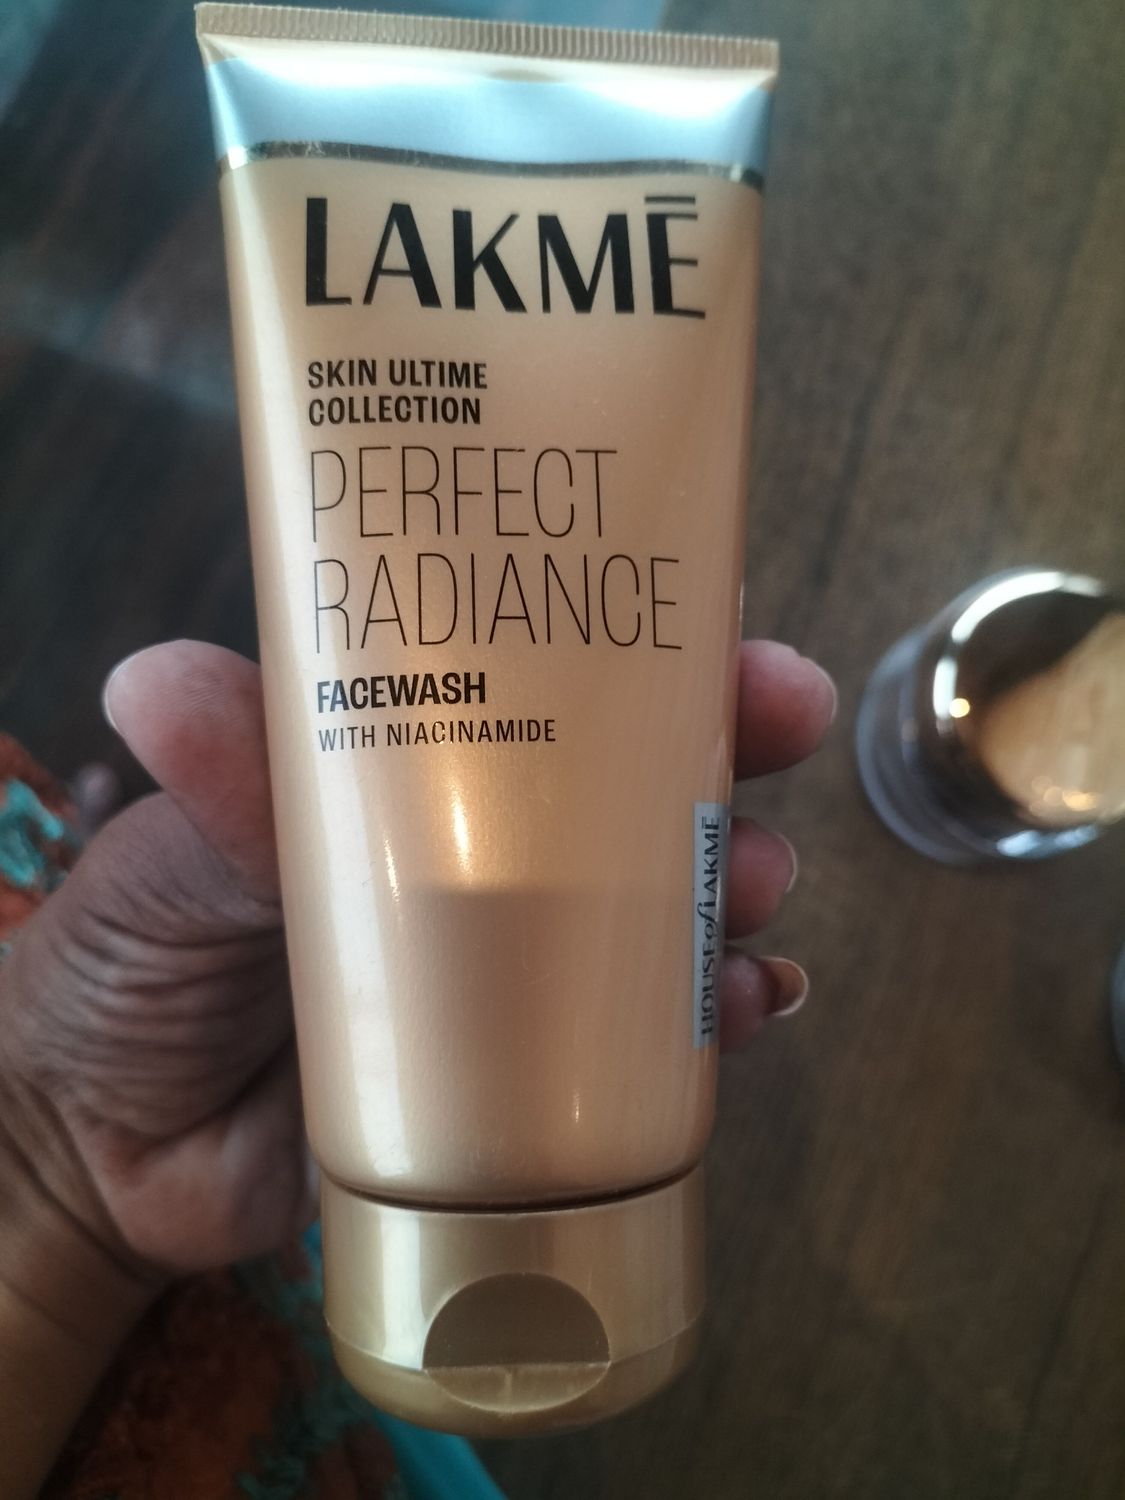 LAKMĒ
SKIN ULTIME
COLLECTION
PERFECT
RADIANCE
FACEWASH
WITH NIACINAMIDE
HOUSE of LAKMĒ